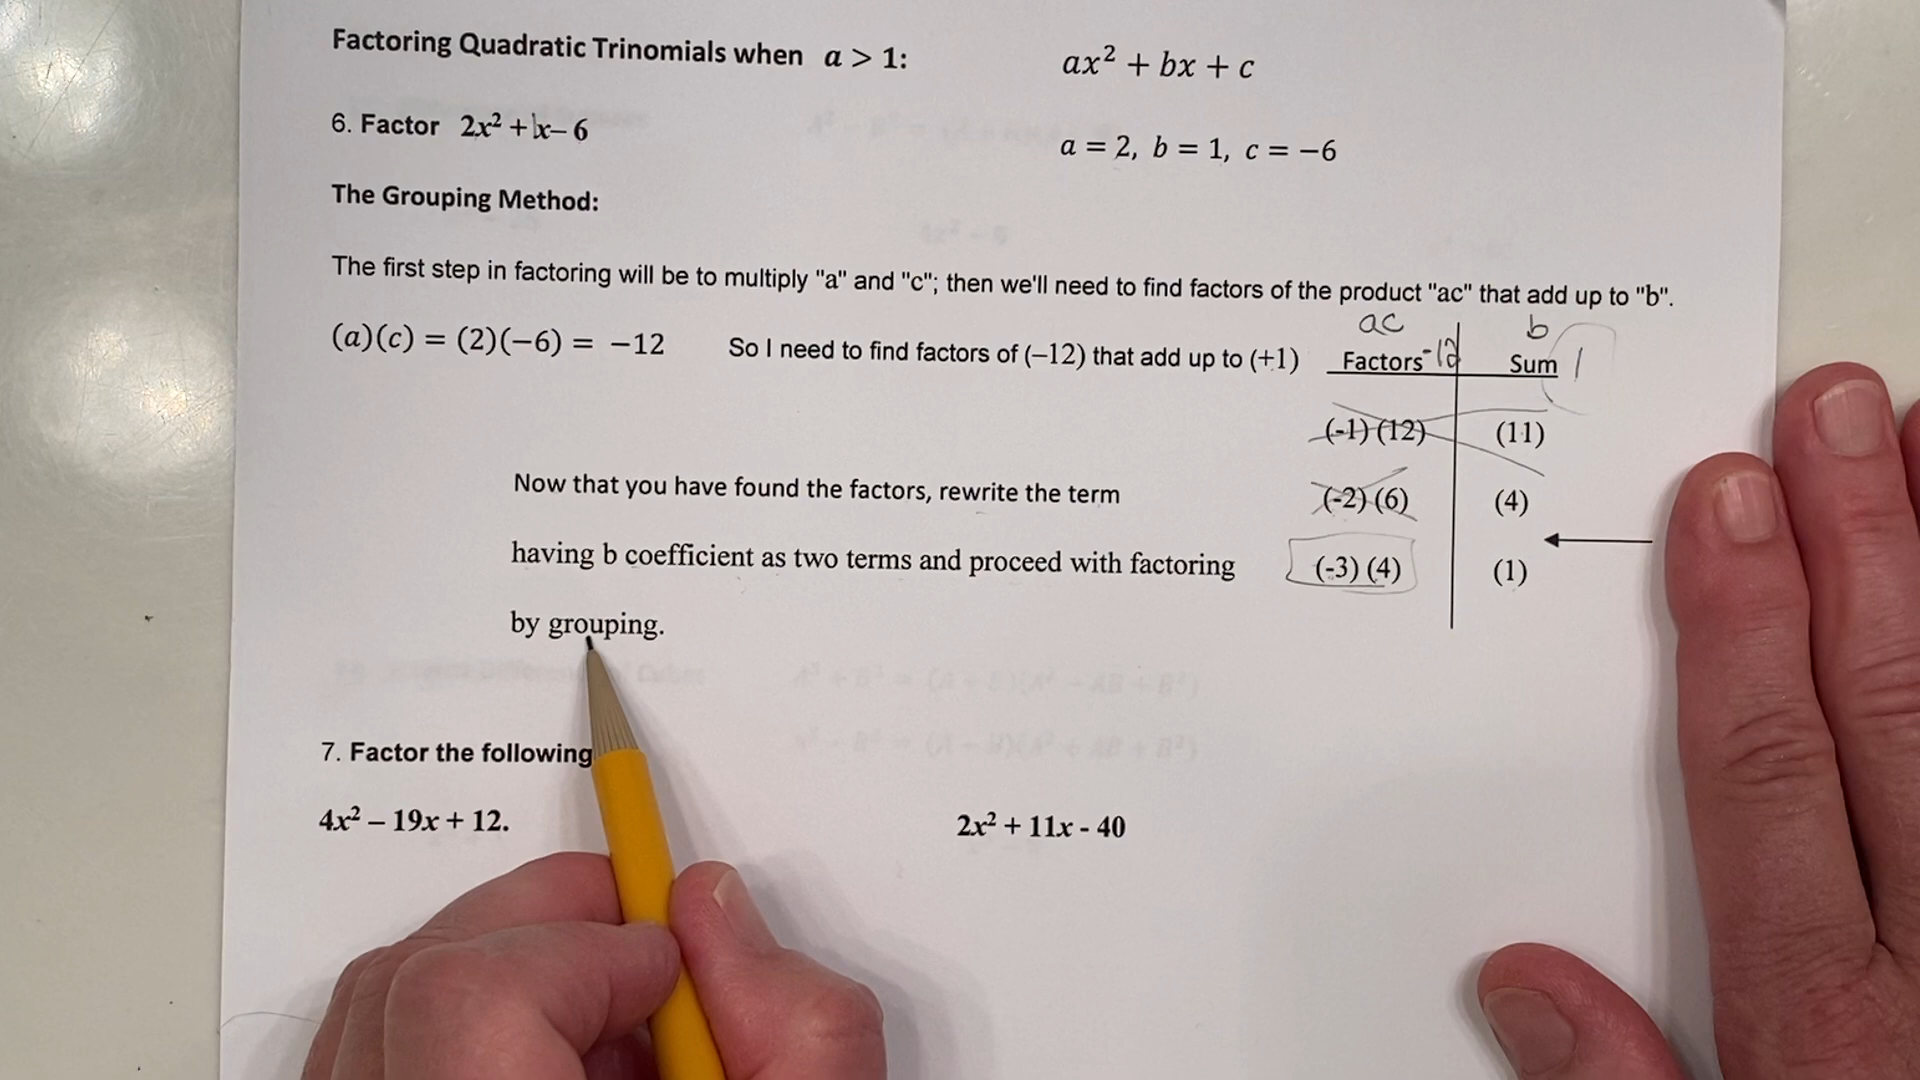 Factoring Quadratic Trinomials when a > 1: ax² + bx + c
6. Factor 2x² + 1x – 6
a = 2, b = 1, c = −6
The Grouping Method:
The first step in factoring will be to multiply "a" and "c"; then we'll need to find factors of the product "ac" that add up to "b".
ac b
(a)(c) = (2)(−6) = −12 So I need to find factors of (−12) that add up to (+1) Factors -12 Sum 1
(-1) (12) (11)
Now that you have found the factors, rewrite the term (-2) (6) (4)
having b coefficient as two terms and proceed with factoring (-3) (4) (1)
by grouping.
7. Factor the following
4x² – 19x + 12. 2x² + 11x - 40